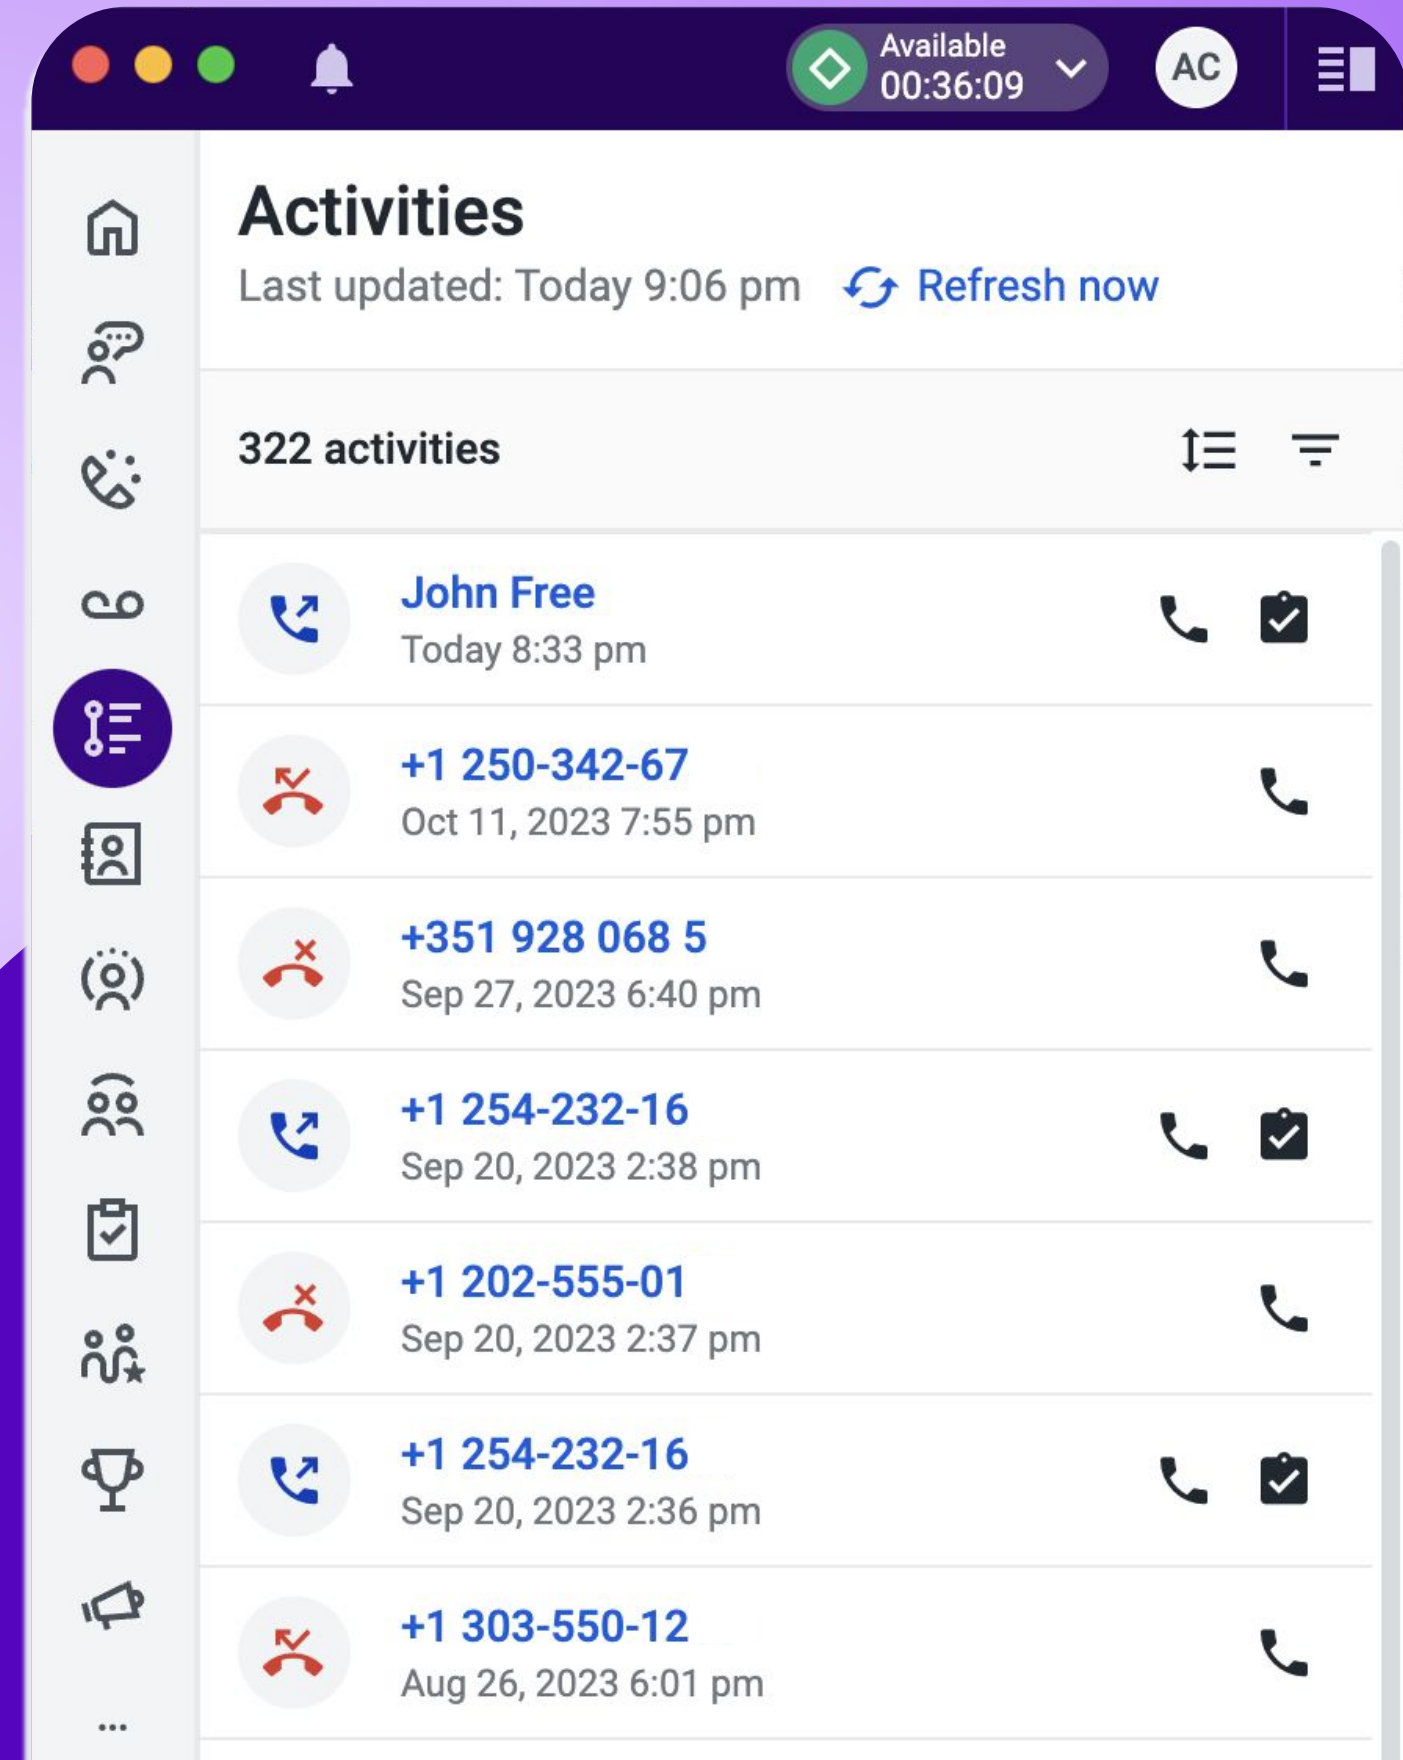 Available
00:36:09
AC
Activities
Last updated: Today 9:06 pm Refresh now
322 activities
John Free
Today 8:33 pm
+1 250-342-67
Oct 11, 2023 7:55 pm
+351 928 068 5
Sep 27, 2023 6:40 pm
+1 254-232-16
Sep 20, 2023 2:38 pm
+1 202-555-01
Sep 20, 2023 2:37 pm
+1 254-232-16
Sep 20, 2023 2:36 pm
+1 303-550-12
Aug 26, 2023 6:01 pm